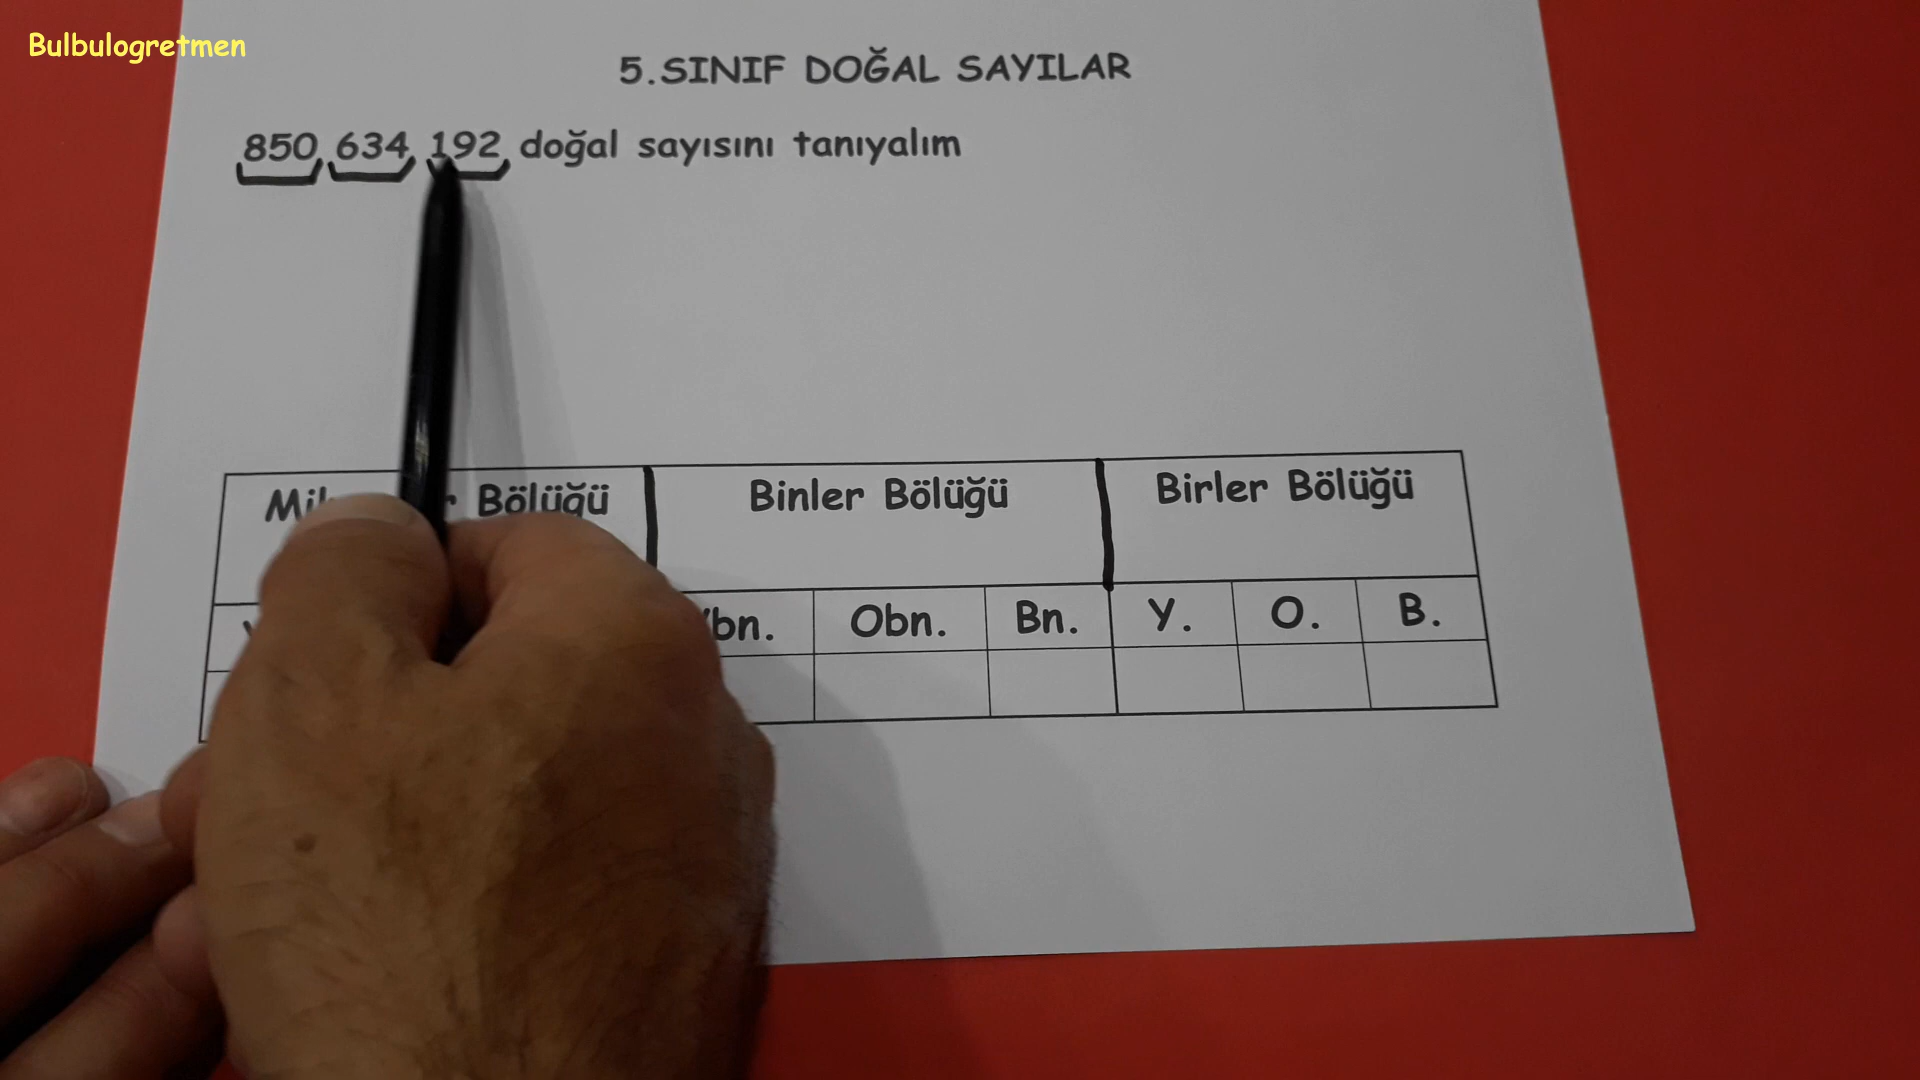 Bulbulogretmen
5.SINIF DOĞAL SAYILAR
850 634 192 doğal sayısını tanıyalım
Bölüğü Binler Bölüğü Birler Bölüğü
Obn. Bn. Y. O. B.